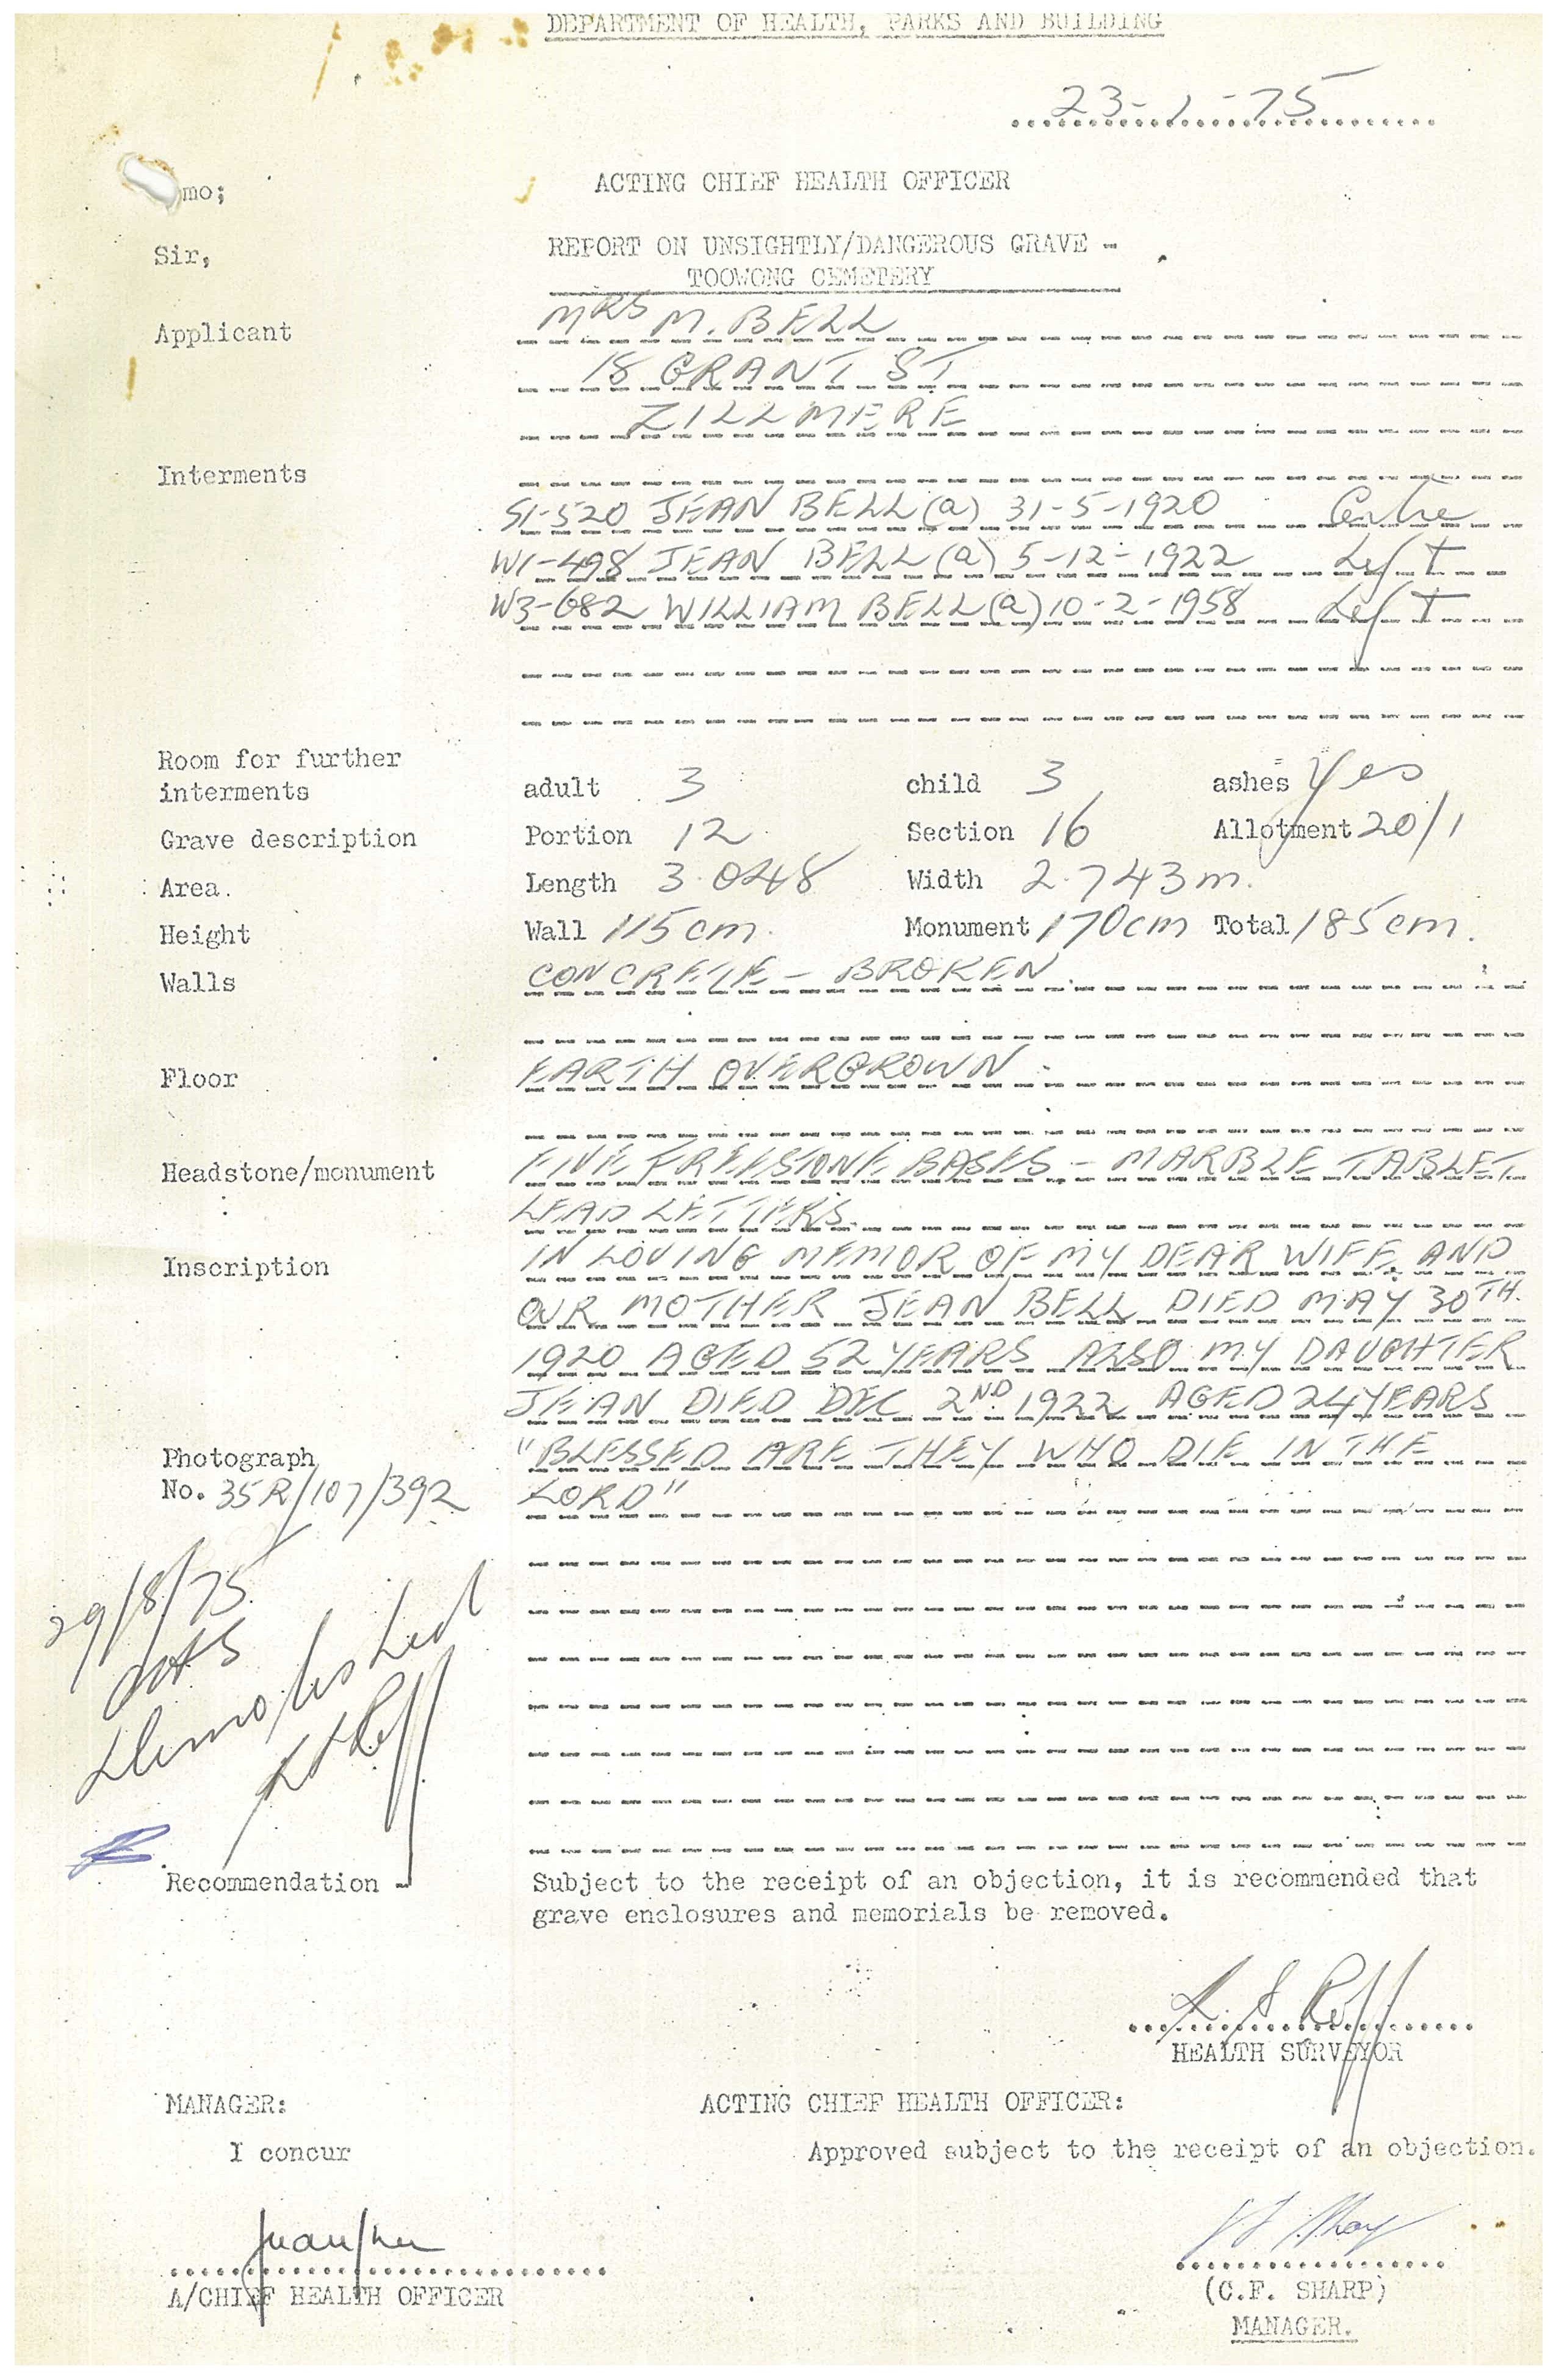 DEPARTMENT OF HEALTH, PARKS AND BUILDING
23-1-75
mo;
ACTING CHIEF HEALTH OFFICER
Sir,
REPORT ON UNSIGHTLY/DANGEROUS GRAVE -
TOOWONG CEMETERY
Applicant
MRS M. BELL
18 GRANT ST
ZILLMERE
Interments
S1-520 JEAN BELL (a) 31-5-1920 Centre
W1-498 JEAN BELL (a) 5-12-1922 Left
W3-682 WILLIAM BELL (a) 10-2-1958 Left
Room for further
interments adult 3 child 3 ashes Yes
Grave description Portion 12 Section 16 Allotment 20/1
Area. Length 3.048 Width 2.743m.
Height Wall 115cm. Monument 170cm Total 185cm.
Walls CONCRETE - BROKEN.
Floor EARTH OVERGROWN
Headstone/monument FIVE FREESTONE BASES - MARBLE TABLET
LEAD LETTERS.
Inscription IN LOVING MEMOR OF MY DEAR WIFE AND
OUR MOTHER JEAN BELL DIED MAY 30TH
1920 AGED 52 YEARS ALSO MY DAUGHTER
JEAN DIED DEC 2ND 1922 AGED 24 YEARS
Photograph "BLESSED ARE THEY WHO DIE IN THE
No. 35R/107/392 LORD"
29/8/75
Demolished
Recommendation - Subject to the receipt of an objection, it is recommended that
grave enclosures and memorials be removed.
HEALTH SURVEYOR
MANAGER: ACTING CHIEF HEALTH OFFICER:
I concur Approved subject to the receipt of an objection.
A/CHIEF HEALTH OFFICER
(C.F. SHARP)
MANAGER.